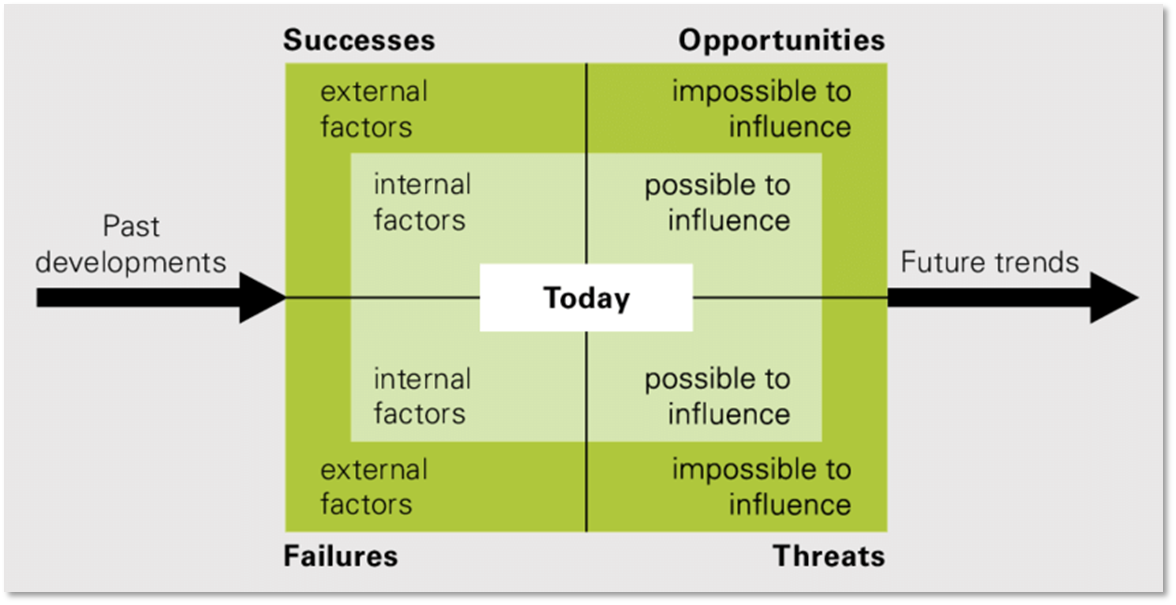 Successes
Opportunities
external
factors
impossible to
influence
internal
factors
possible to
influence
Past
developments
Today
Future trends
internal
factors
possible to
influence
external
factors
impossible to
influence
Failures
Threats